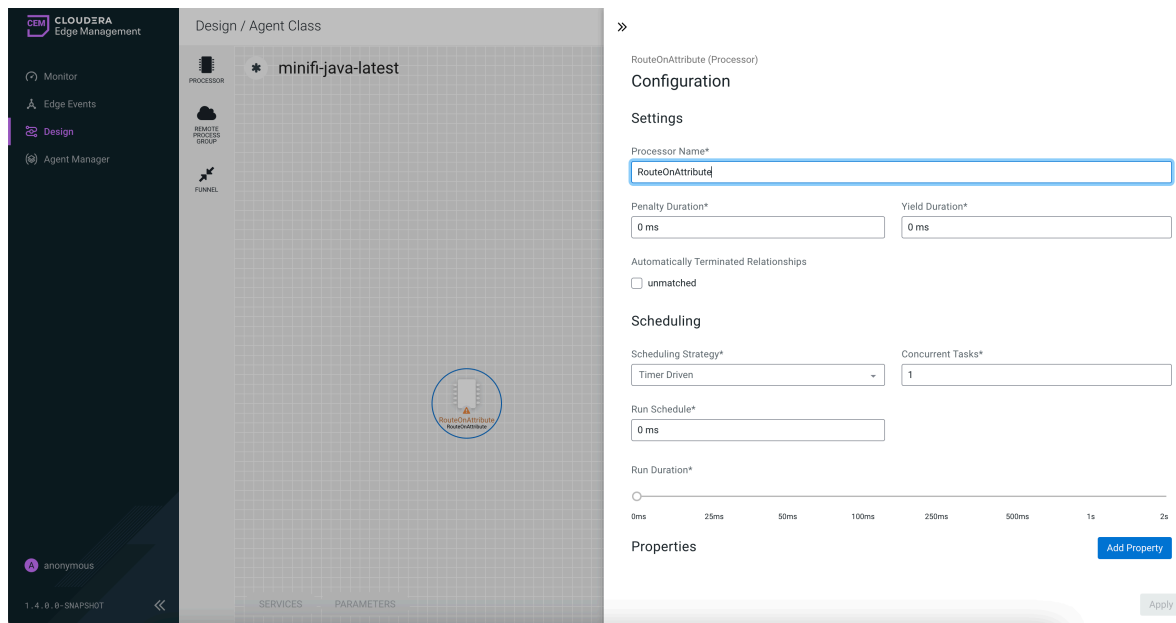 CEM CLOUDERA
Edge Management
Monitor
Edge Events
Design
Agent Manager
A anonymous
1.4.0.0-SNAPSHOT
Design / Agent Class
PROCESSOR
REMOTE
PROCESS
GROUP
FUNNEL
minifi-java-latest
RouteOnAttribute
RouteOnAttribute
SERVICES PARAMETERS
RouteOnAttribute (Processor)
Configuration
Settings
Processor Name*
RouteOnAttribute
Penalty Duration* Yield Duration*
0 ms 0 ms
Automatically Terminated Relationships
unmatched
Scheduling
Scheduling Strategy* Concurrent Tasks*
Timer Driven 1
Run Schedule*
0 ms
Run Duration*
0ms 25ms 50ms 100ms 250ms 500ms 1s 2s
Properties Add Property
Apply